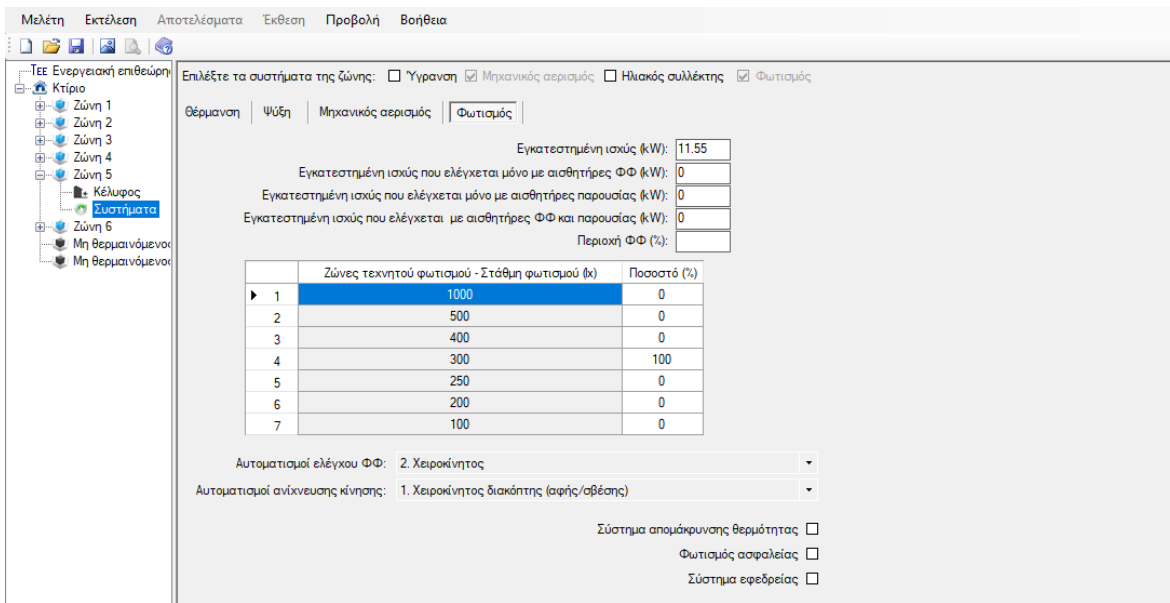 Μελέτη Εκτέλεση Αποτελέσματα Έκθεση Προβολή Βοήθεια
ΤΕΕ Ενεργειακή επιθεώρη
Κτίριο
Ζώνη 1
Ζώνη 2
Ζώνη 3
Ζώνη 4
Ζώνη 5
Κέλυφος
Συστήματα
Ζώνη 6
Μη θερμαινόμενος
Μη θερμαινόμενος
Επιλέξτε τα συστήματα της ζώνης: Ύγρανση Μηχανικός αερισμός Ηλιακός συλλέκτης Φωτισμός
Θέρμανση Ψύξη Μηχανικός αερισμός Φωτισμός
Εγκατεστημένη ισχύς (kW): 11.55
Εγκατεστημένη ισχύς που ελέγχεται μόνο με αισθητήρες ΦΦ (kW): 0
Εγκατεστημένη ισχύς που ελέγχεται μόνο με αισθητήρες παρουσίας (kW): 0
Εγκατεστημένη ισχύς που ελέγχεται με αισθητήρες ΦΦ και παρουσίας (kW): 0
Περιοχή ΦΦ (%):
Ζώνες τεχνητού φωτισμού - Στάθμη φωτισμού (lx) Ποσοστό (%)
1 1000 0
2 500 0
3 400 0
4 300 100
5 250 0
6 200 0
7 100 0
Αυτοματισμοί ελέγχου ΦΦ: 2. Χειροκίνητος
Αυτοματισμοί ανίχνευσης κίνησης: 1. Χειροκίνητος διακόπτης (αφής/σβέσης)
Σύστημα απομάκρυνσης θερμότητας
Φωτισμός ασφαλείας
Σύστημα εφεδρείας